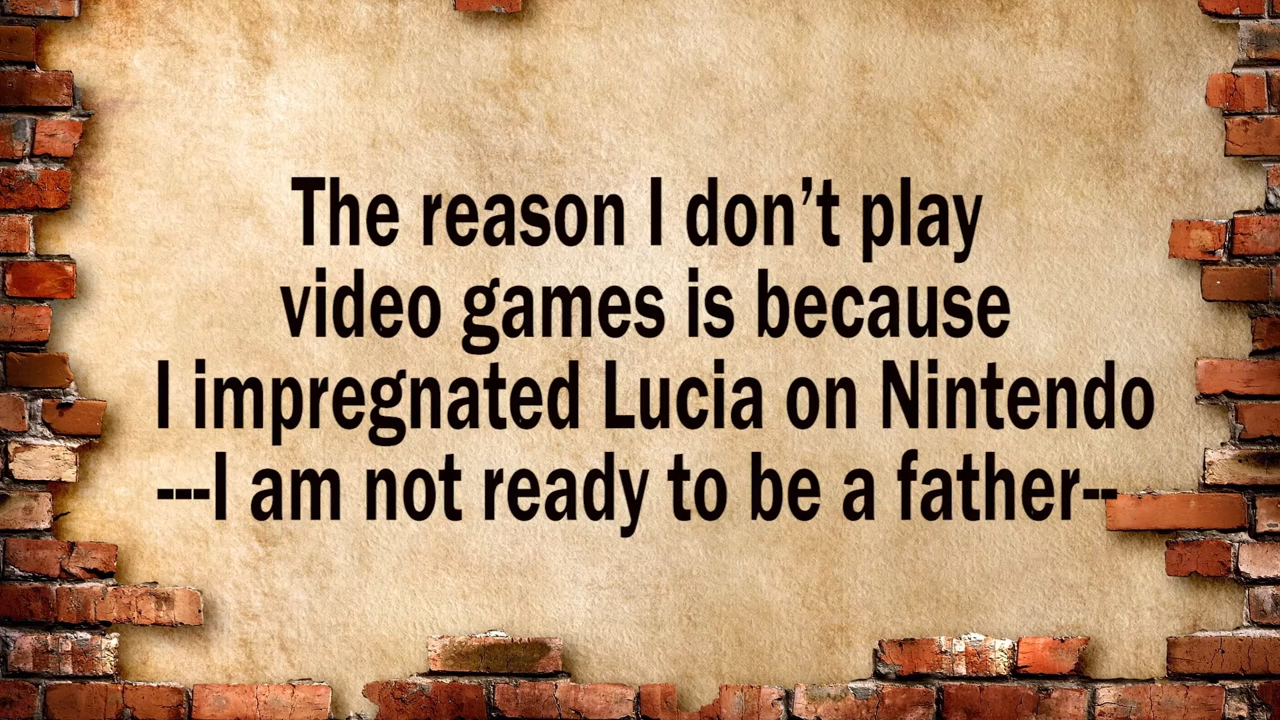 The reason I don’t play
video games is because
I impregnated Lucia on Nintendo
---I am not ready to be a father--